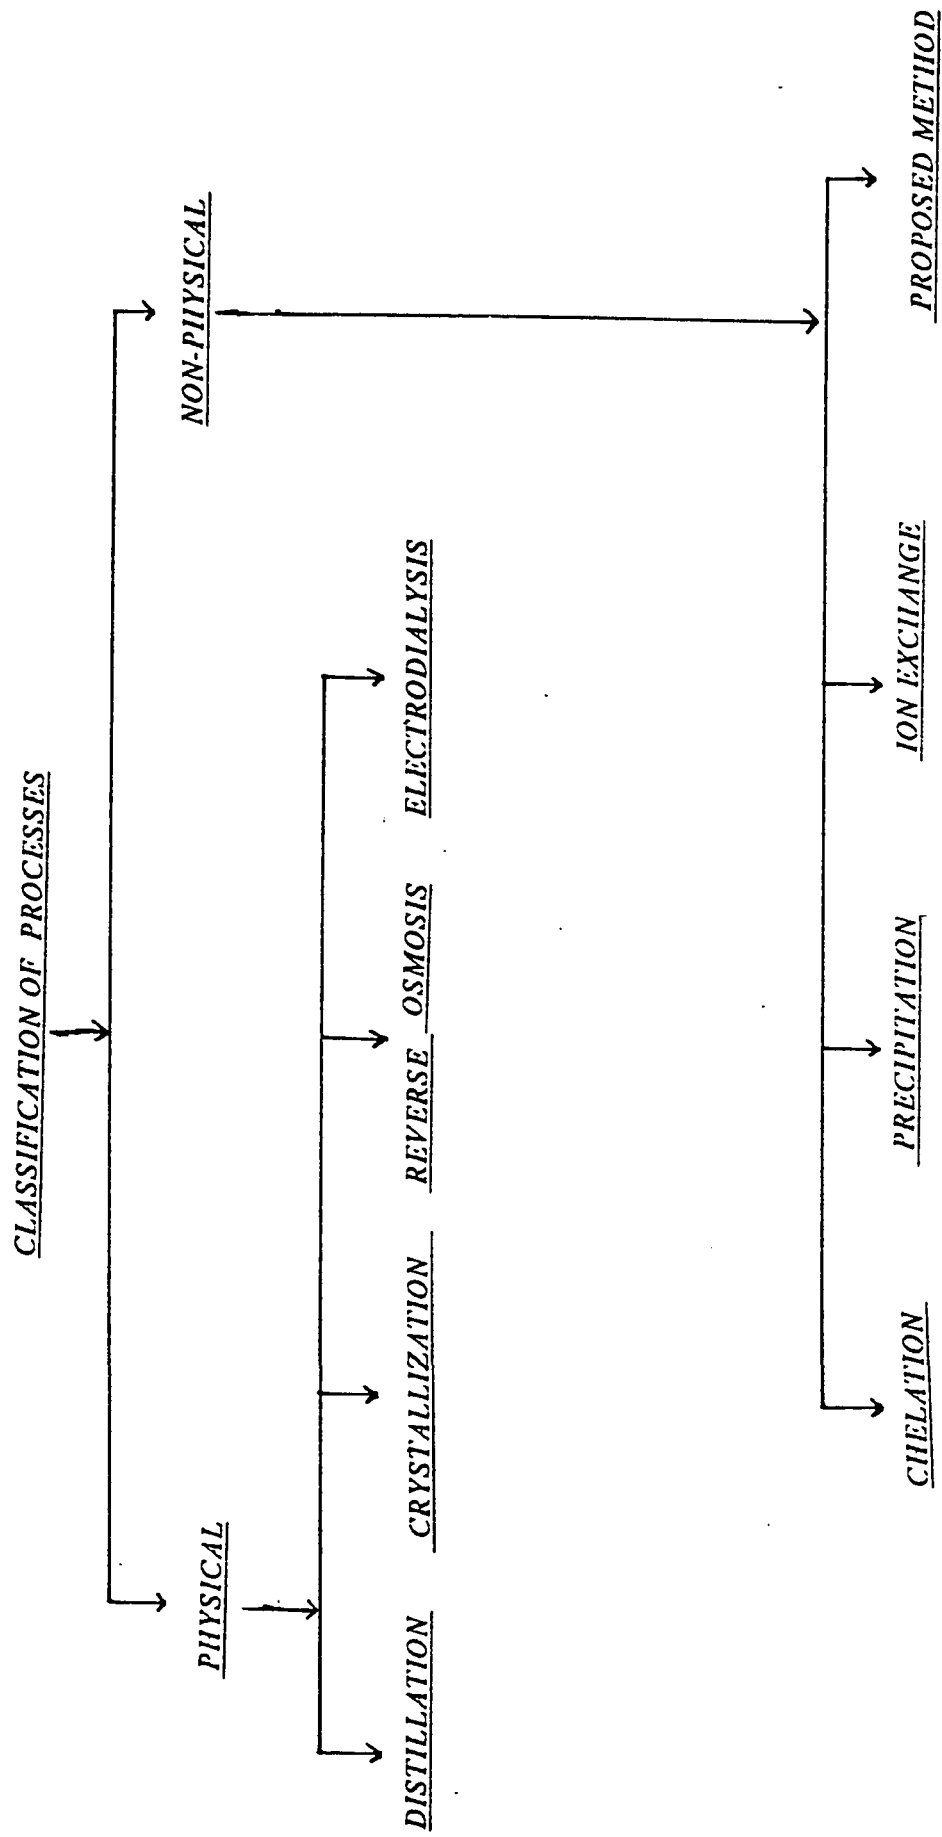 CLASSIFICATION OF PROCESSES
PHYSICAL
NON-PHYSICAL
DISTILLATION
CRYSTALLIZATION
REVERSE OSMOSIS
ELECTRODIALYSIS
CHELATION
PRECIPITATION
ION EXCHANGE
PROPOSED METHOD